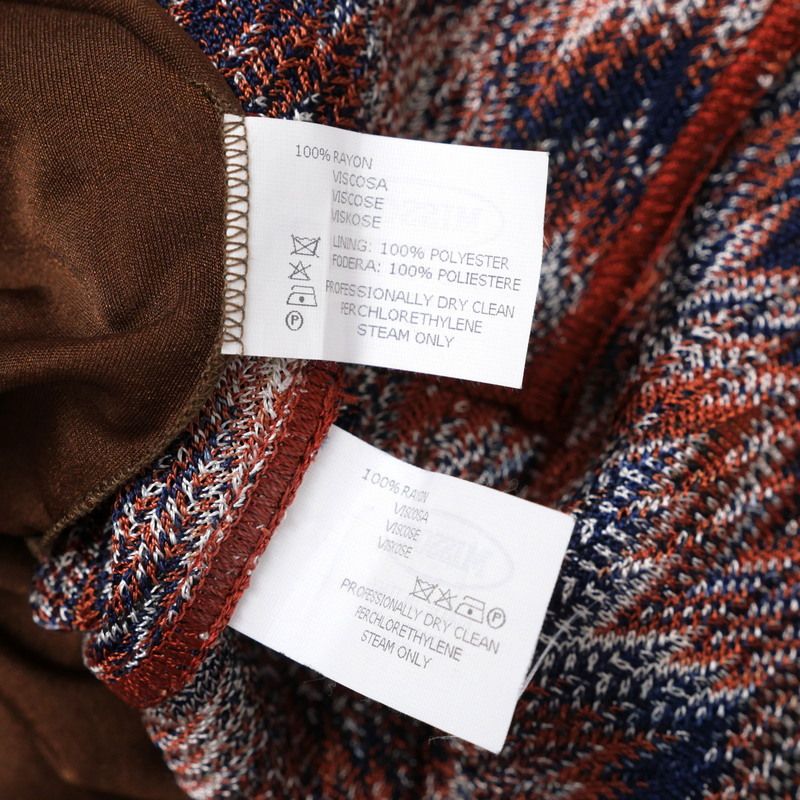 100% RAYON
VISCOSA
VISCOSE
VISKOSE
LINING: 100% POLYESTER
FODERA: 100% POLIESTERE
PROFESSIONALLY DRY CLEAN
PERCHLORETHYLENE
STEAM ONLY
P
100% RAYON
VISCOSA
VISCOSE
VISKOSE
P
PROFESSIONALLY DRY CLEAN
PERCHLORETHYLENE
STEAM ONLY